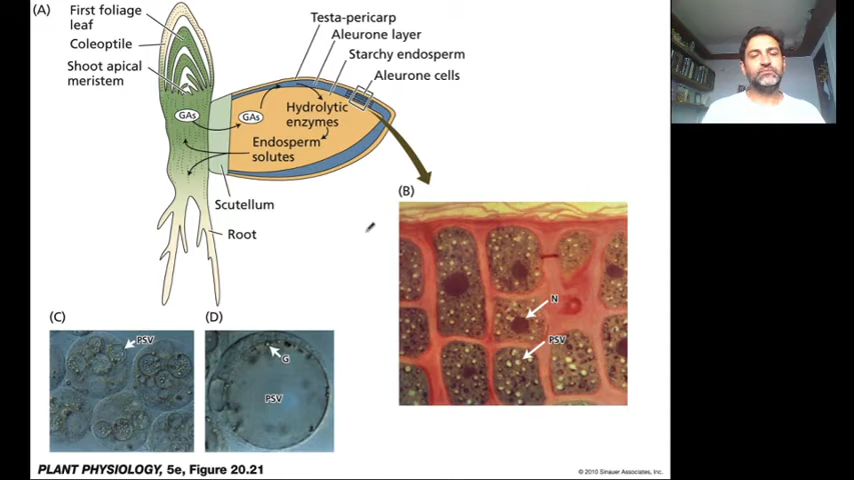 (A)
First foliage
leaf
Coleoptile
Shoot apical
meristem
Testa-pericarp
Aleurone layer
Starchy endosperm
Aleurone cells
GAs
GAs
Hydrolytic
enzymes
Endosperm
solutes
Scutellum
Root
(B)
N
PSV
(C)
PSV
(D)
G
PSV
PLANT PHYSIOLOGY, 5e, Figure 20.21
© 2010 Sinauer Associates, Inc.